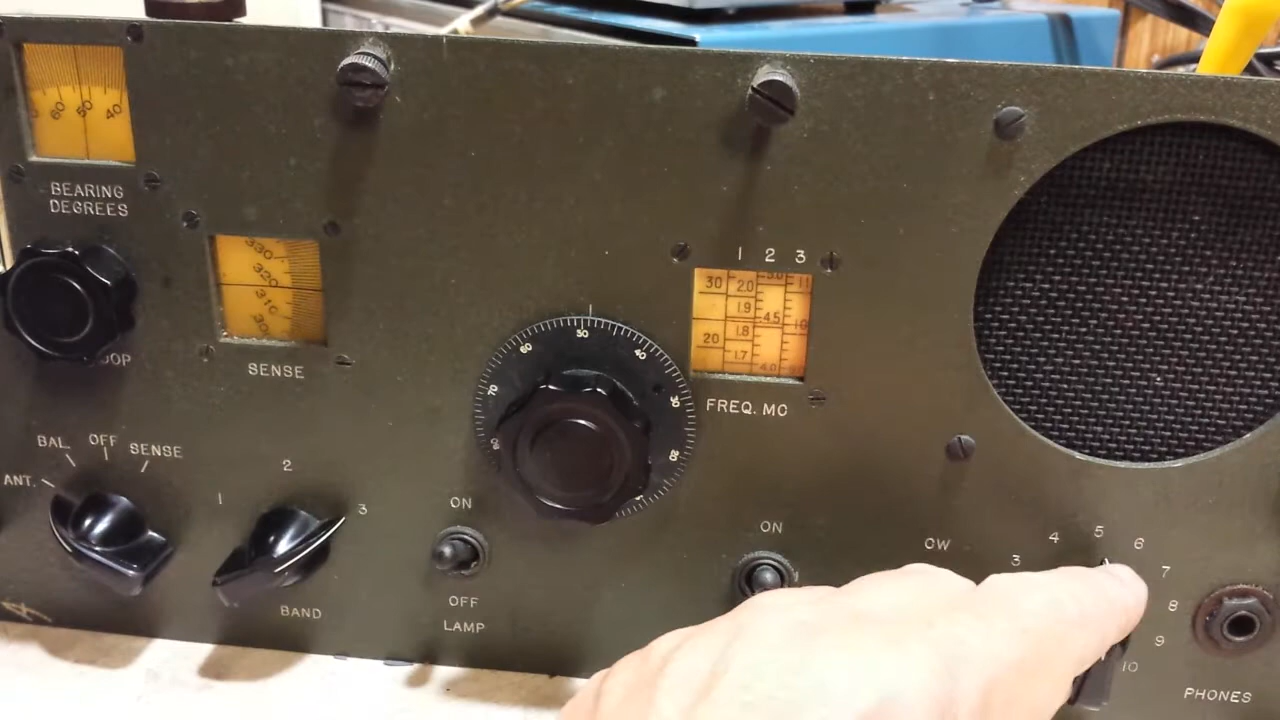 60 50 40
BEARING
DEGREES
330
320
310
SENSE
1 2 3
30 2.0 5.0 11
1.9 4.5
1.8 10
20 1.7 4.0
FREQ. MC
70 60 50 40 30 20
BAL. OFF SENSE
ANT.
1 2 3
BAND
ON
OFF
LAMP
ON
CW
3 4 5 6 7 8 9 10
PHONES